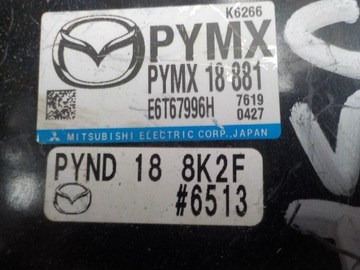 K6266
PYMX
PYMX 18 881
E6T67996H
7619
0427
MITSUBISHI ELECTRIC CORP., JAPAN
PYND 18 8K2F
#6513